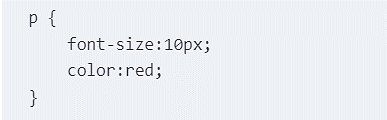 p {
    font-size:10px;
    color:red;
}